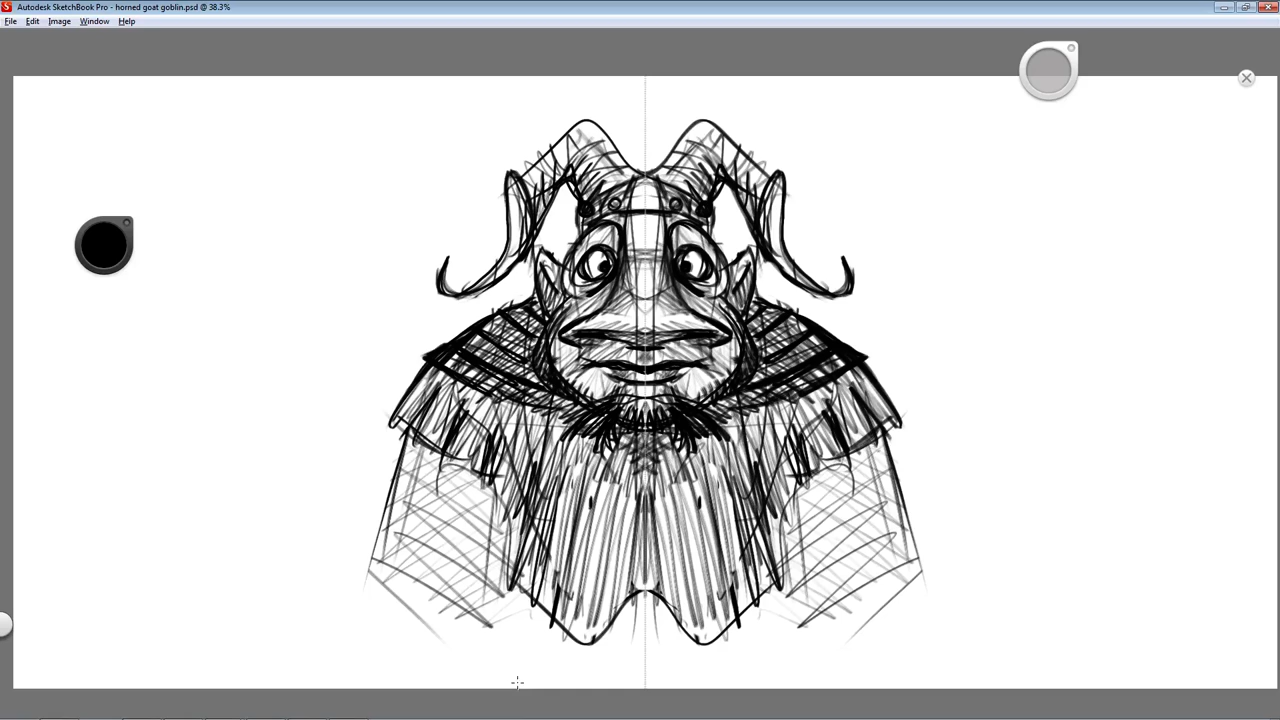 Autodesk SketchBook Pro - horned goat goblin.psd @ 38.3%
File Edit Image Window Help